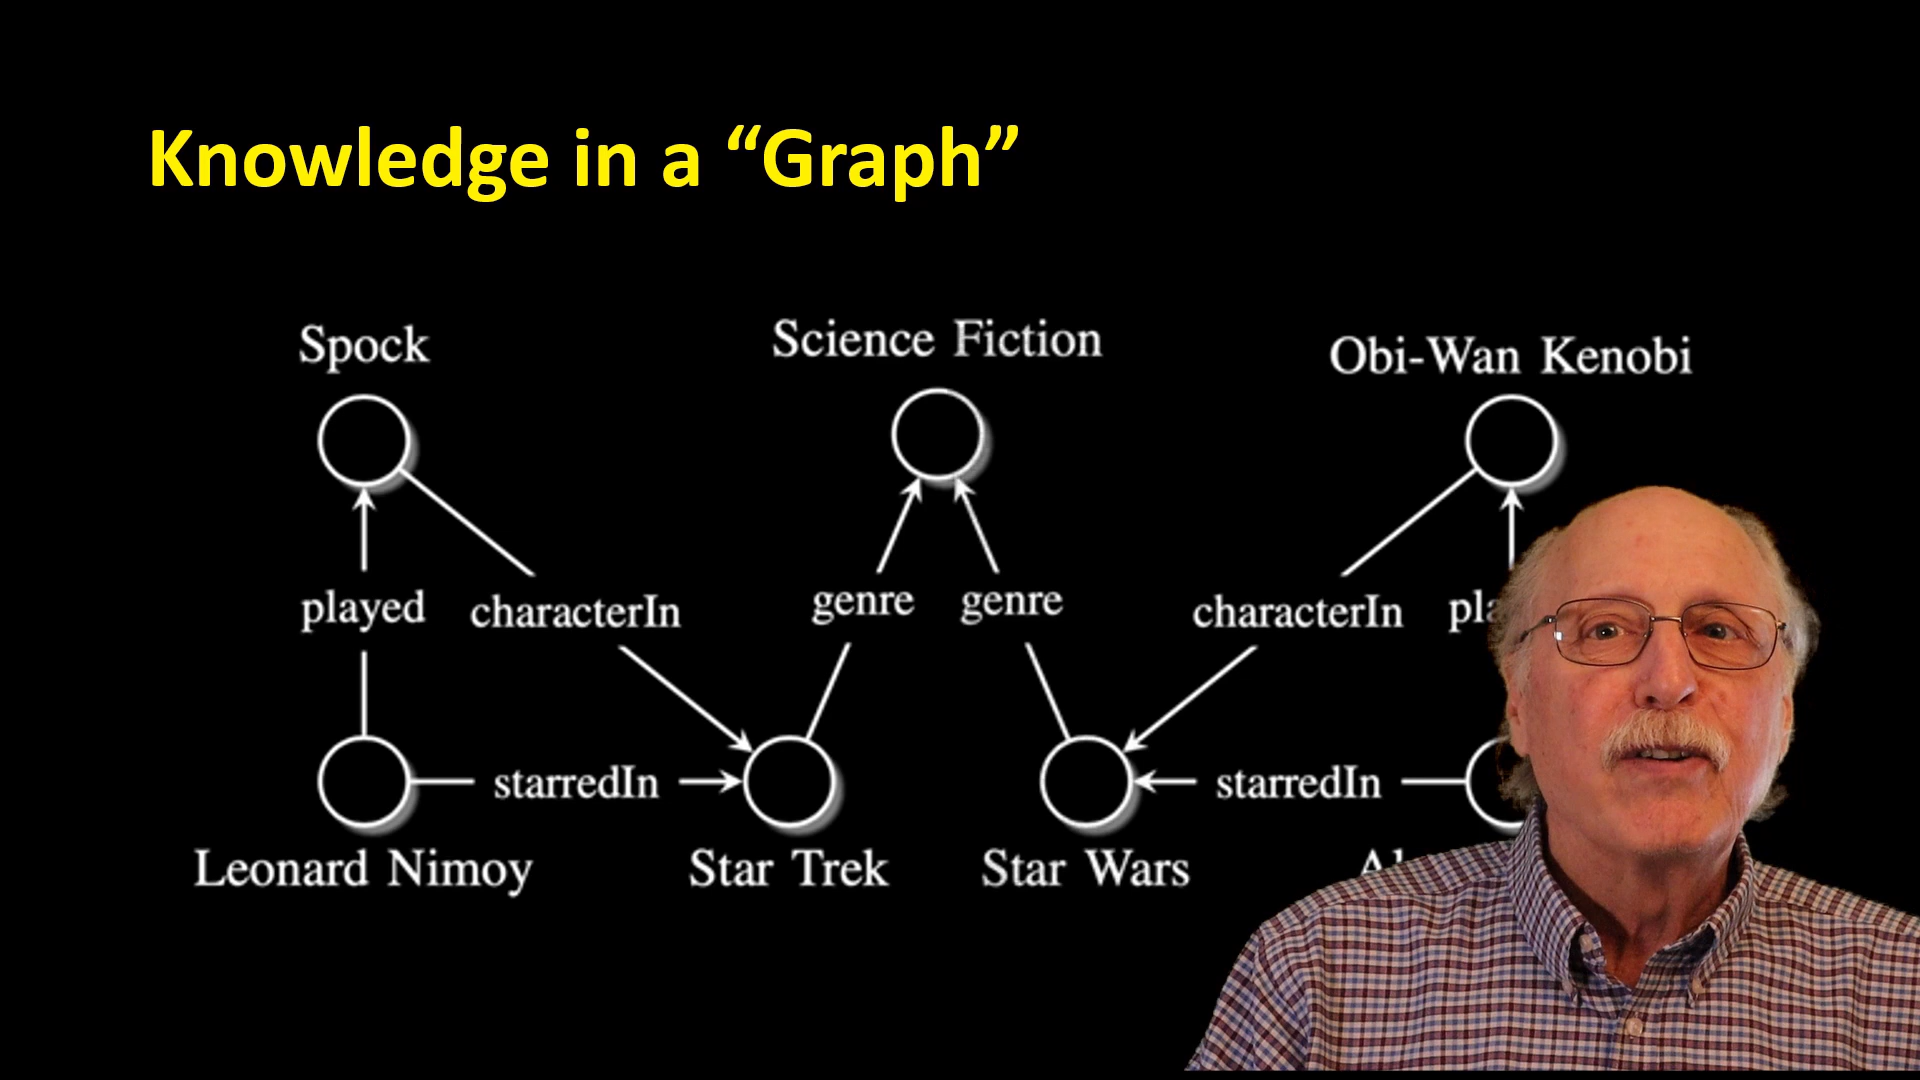 Knowledge in a “Graph”
Spock
Science Fiction
Obi-Wan Kenobi
played
characterIn
genre
genre
characterIn
starredIn
starredIn
Leonard Nimoy
Star Trek
Star Wars